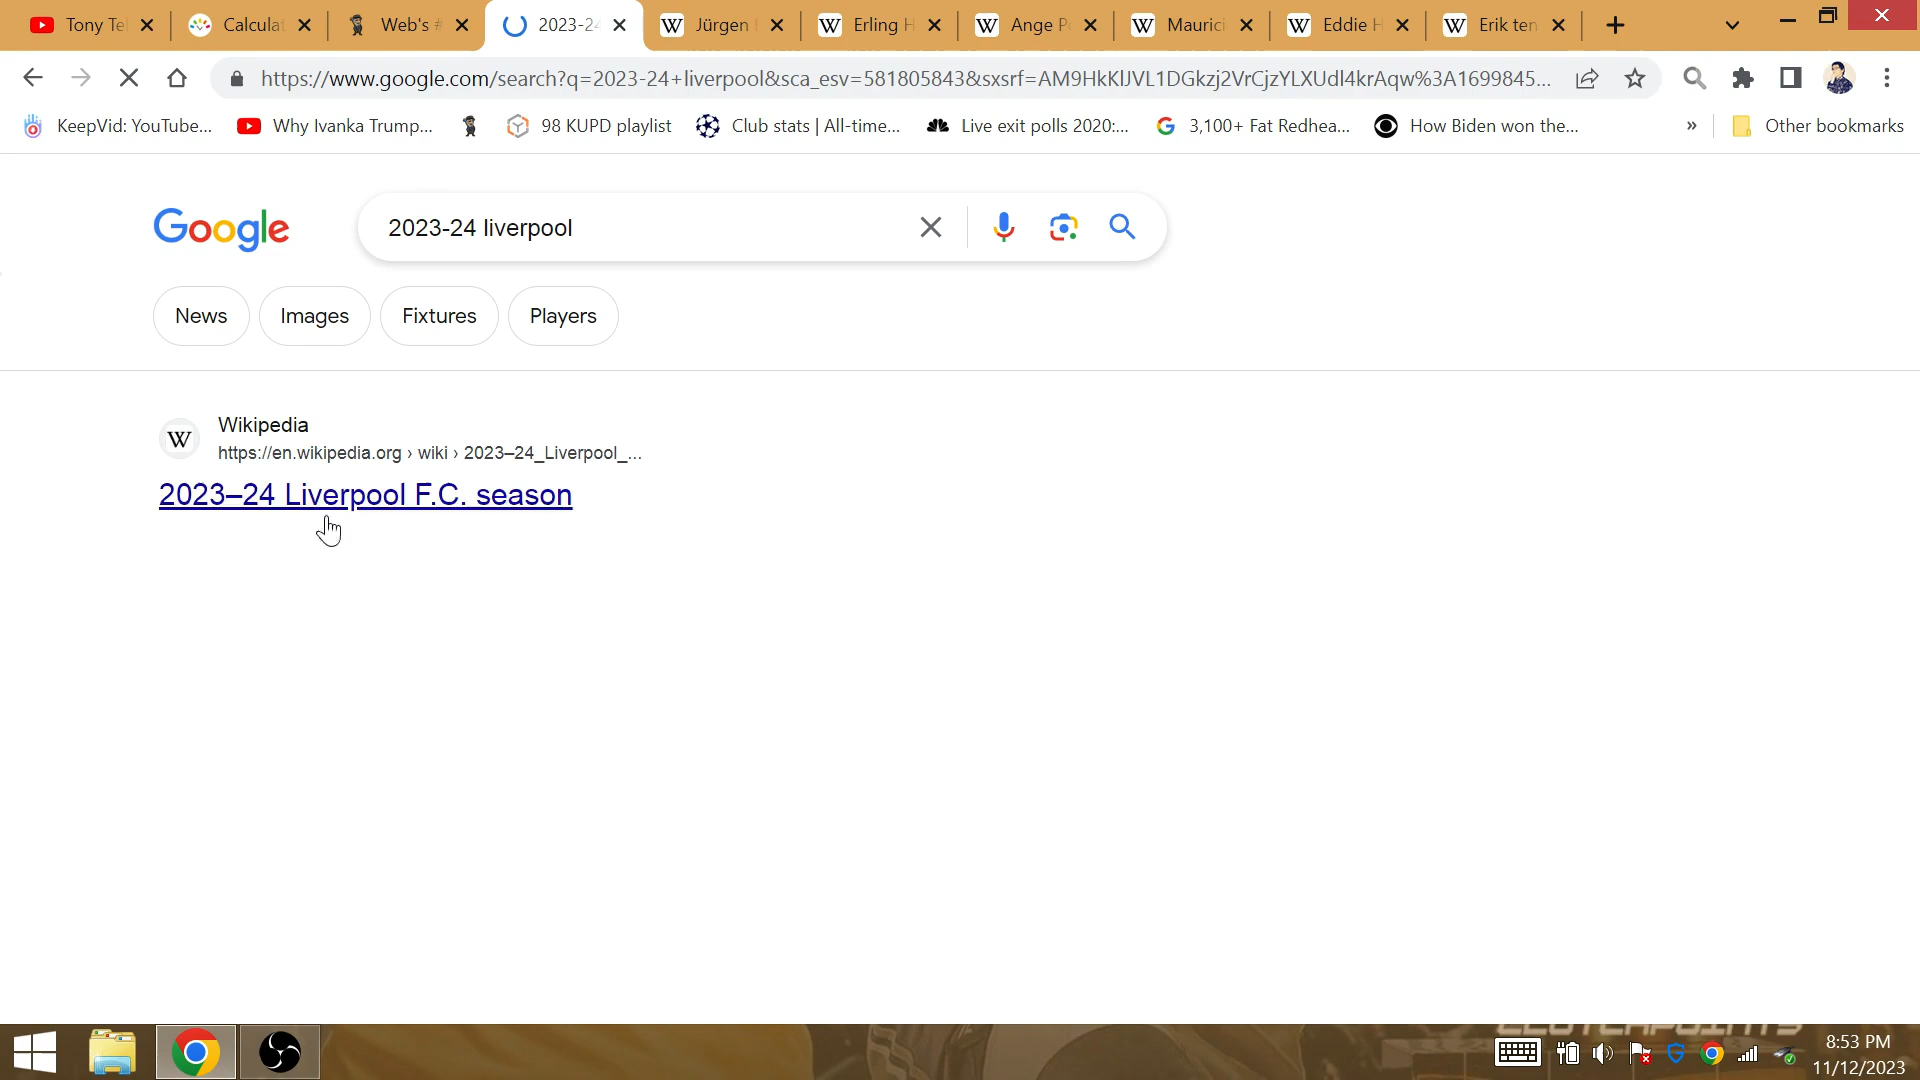 Tony Te
Calculat
Web's #
2023-24
Jürgen
Erling H
Ange P
Maurici
Eddie H
Erik ten
https://www.google.com/search?q=2023-24+liverpool&sca_esv=581805843&sxsrf=AM9HkKlJVL1DGkzj2VrCjzYLXUdl4krAqw%3A1699845...
KeepVid: YouTube...
Why Ivanka Trump...
98 KUPD playlist
Club stats | All-time...
Live exit polls 2020:...
3,100+ Fat Redhea...
How Biden won the...
»
Other bookmarks
Google
2023-24 liverpool
News
Images
Fixtures
Players
W
Wikipedia
https://en.wikipedia.org › wiki › 2023–24_Liverpool_...
2023–24 Liverpool F.C. season
8:53 PM
11/12/2023